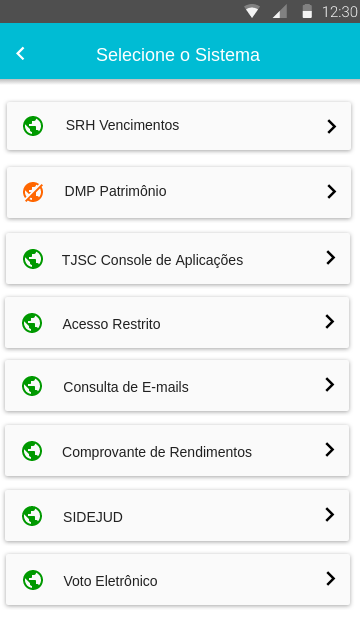 12:30
Selecione o Sistema
SRH Vencimentos
DMP Patrimônio
TJSC Console de Aplicações
Acesso Restrito
Consulta de E-mails
Comprovante de Rendimentos
SIDEJUD
Voto Eletrônico